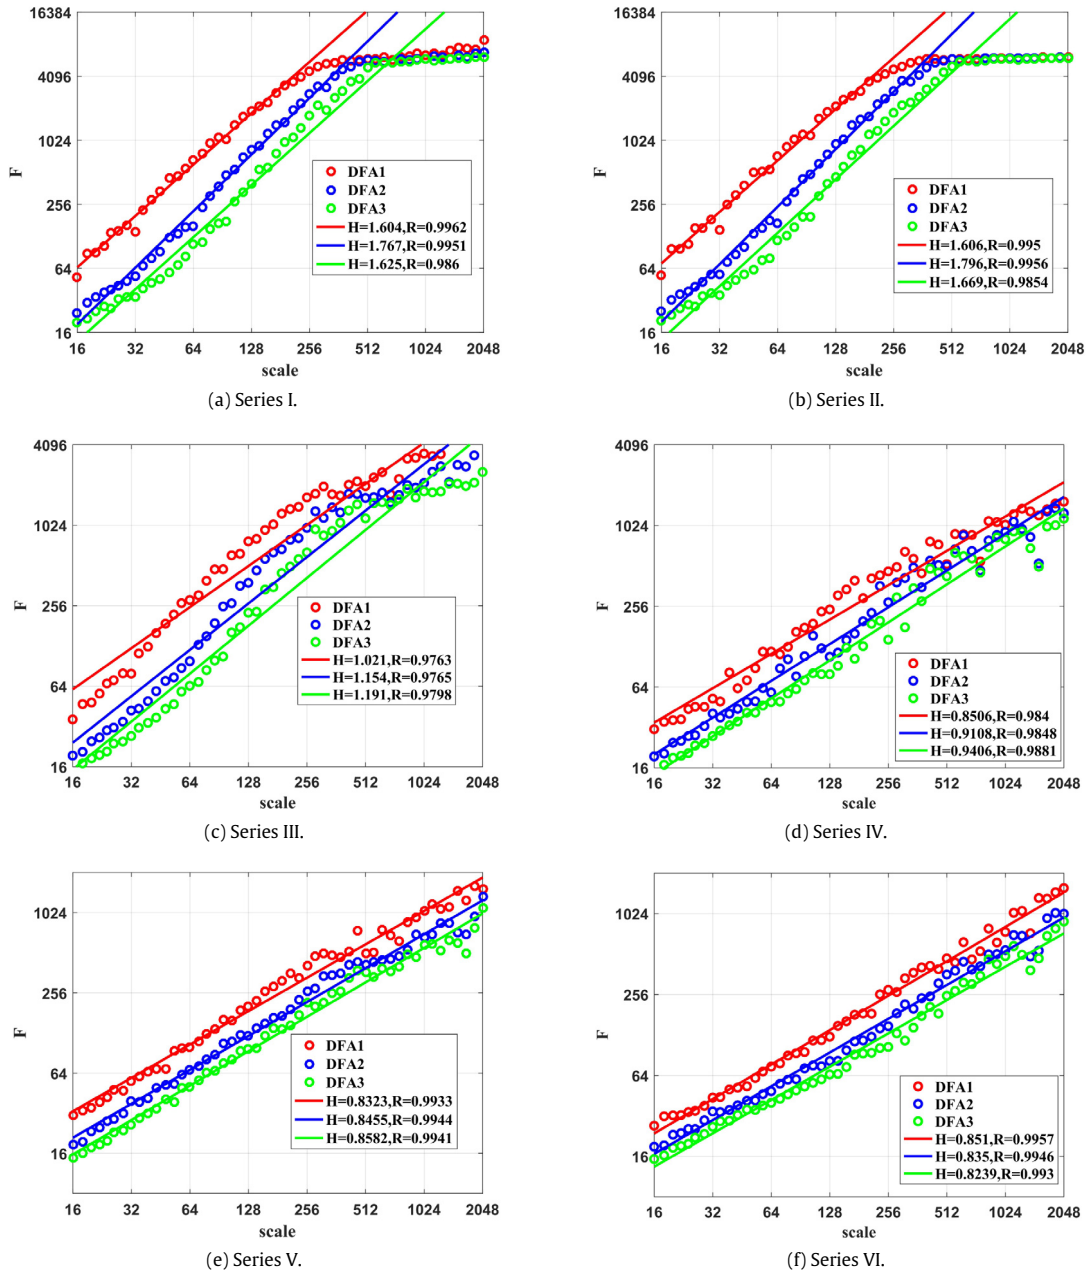 16384
4096
1024
256
64
16
F
DFA1
DFA2
DFA3
H=1.604,R=0.9962
H=1.767,R=0.9951
H=1.625,R=0.986
16 32 64 128 256 512 1024 2048
scale
(a) Series I.
16384
4096
1024
256
64
16
F
DFA1
DFA2
DFA3
H=1.606,R=0.995
H=1.796,R=0.9956
H=1.669,R=0.9854
16 32 64 128 256 512 1024 2048
scale
(b) Series II.
4096
1024
256
64
16
F
DFA1
DFA2
DFA3
H=1.021,R=0.9763
H=1.154,R=0.9765
H=1.191,R=0.9798
16 32 64 128 256 512 1024 2048
scale
(c) Series III.
4096
1024
256
64
16
F
DFA1
DFA2
DFA3
H=0.8506,R=0.984
H=0.9108,R=0.9848
H=0.9406,R=0.9881
16 32 64 128 256 512 1024 2048
scale
(d) Series IV.
1024
256
64
16
F
DFA1
DFA2
DFA3
H=0.8323,R=0.9933
H=0.8455,R=0.9944
H=0.8582,R=0.9941
16 32 64 128 256 512 1024 2048
scale
(e) Series V.
1024
256
64
16
F
DFA1
DFA2
DFA3
H=0.851,R=0.9957
H=0.835,R=0.9946
H=0.8239,R=0.993
16 32 64 128 256 512 1024 2048
scale
(f) Series VI.